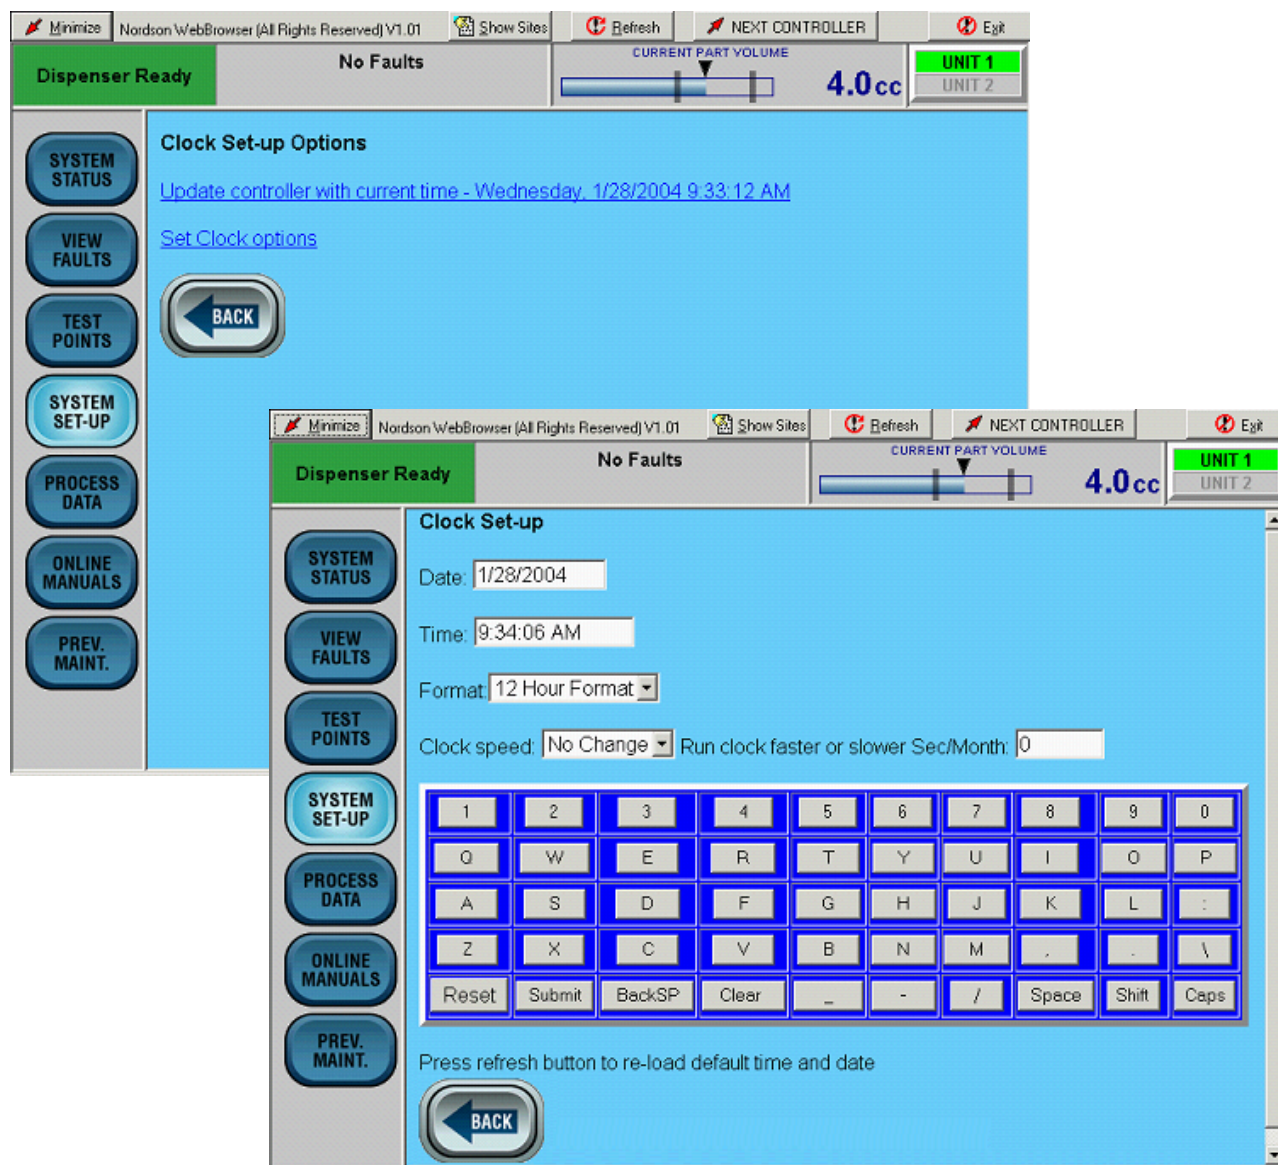 Minimize Nordson WebBrowser (All Rights Reserved) V1.01 Show Sites Refresh NEXT CONTROLLER Exit
Dispenser Ready
No Faults
CURRENT PART VOLUME
4.0 cc
UNIT 1
UNIT 2
SYSTEM
STATUS
VIEW
FAULTS
TEST
POINTS
SYSTEM
SET-UP
PROCESS
DATA
ONLINE
MANUALS
PREV.
MAINT.
Clock Set-up Options
Update controller with current time - Wednesday, 1/28/2004 9:33:12 AM
Set Clock options
BACK
Minimize Nordson WebBrowser (All Rights Reserved) V1.01 Show Sites Refresh NEXT CONTROLLER Exit
Dispenser Ready
No Faults
CURRENT PART VOLUME
4.0 cc
UNIT 1
UNIT 2
SYSTEM
STATUS
VIEW
FAULTS
TEST
POINTS
SYSTEM
SET-UP
PROCESS
DATA
ONLINE
MANUALS
PREV.
MAINT.
Clock Set-up
Date: 1/28/2004
Time: 9:34:06 AM
Format: 12 Hour Format
Clock speed: No Change Run clock faster or slower Sec/Month: 0
1 2 3 4 5 6 7 8 9 0
Q W E R T Y U I O P
A S D F G H J K L :
Z X C V B N M , . \
Reset Submit BackSP Clear _ - / Space Shift Caps
Press refresh button to re-load default time and date
BACK